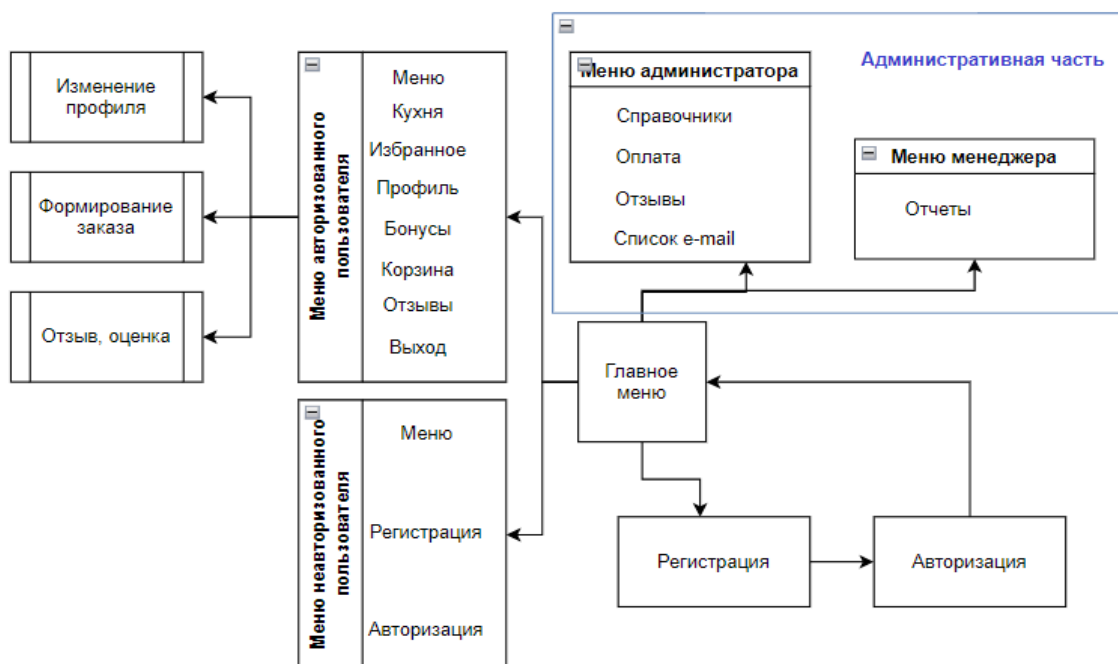 Изменение
профиля
Формирование
заказа
Отзыв, оценка
Меню авторизованного
пользователя
Меню
Кухня
Избранное
Профиль
Бонусы
Корзина
Отзывы
Выход
Меню неавторизованного
пользователя
Меню
Регистрация
Авторизация
Административная часть
Меню администратора
Справочники
Оплата
Отзывы
Список e-mail
Меню менеджера
Отчеты
Главное
меню
Регистрация
Авторизация